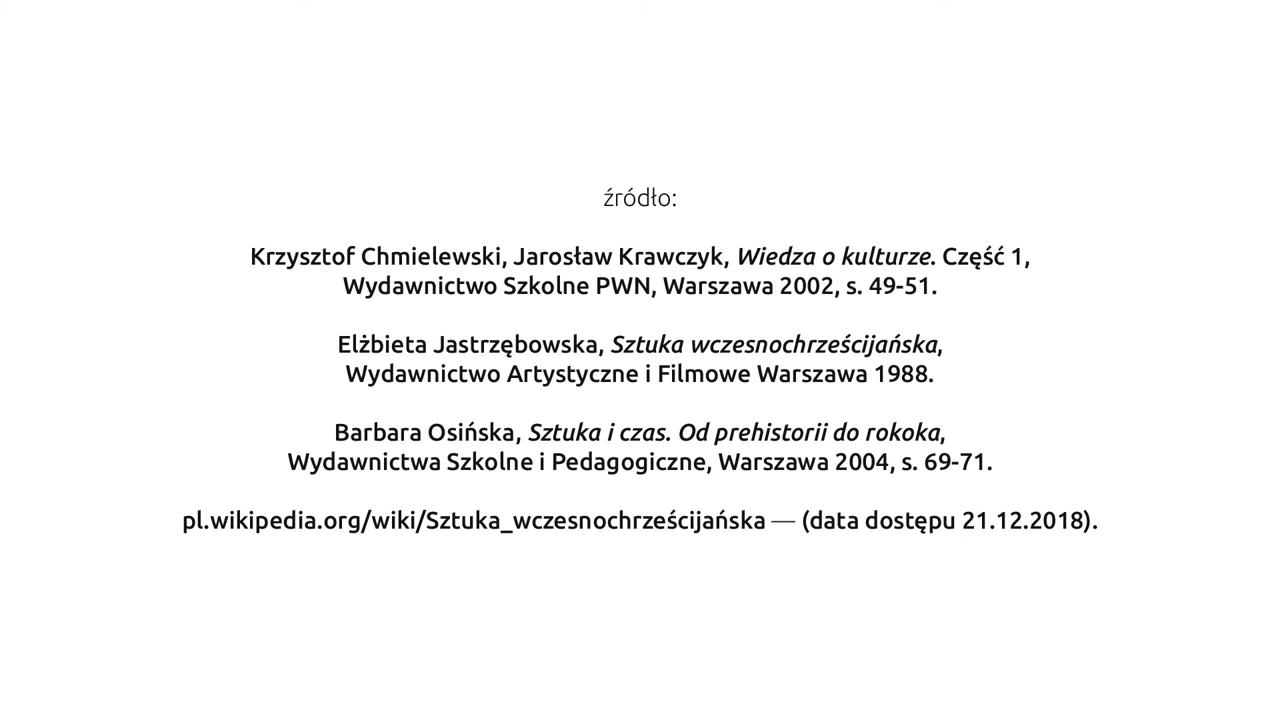 źródło:
Krzysztof Chmielewski, Jarosław Krawczyk, Wiedza o kulturze. Część 1,
Wydawnictwo Szkolne PWN, Warszawa 2002, s. 49-51.
Elżbieta Jastrzębowska, Sztuka wczesnochrześcijańska,
Wydawnictwo Artystyczne i Filmowe Warszawa 1988.
Barbara Osińska, Sztuka i czas. Od prehistorii do rokoka,
Wydawnictwa Szkolne i Pedagogiczne, Warszawa 2004, s. 69-71.
pl.wikipedia.org/wiki/Sztuka_wczesnochrześcijańska — (data dostępu 21.12.2018).